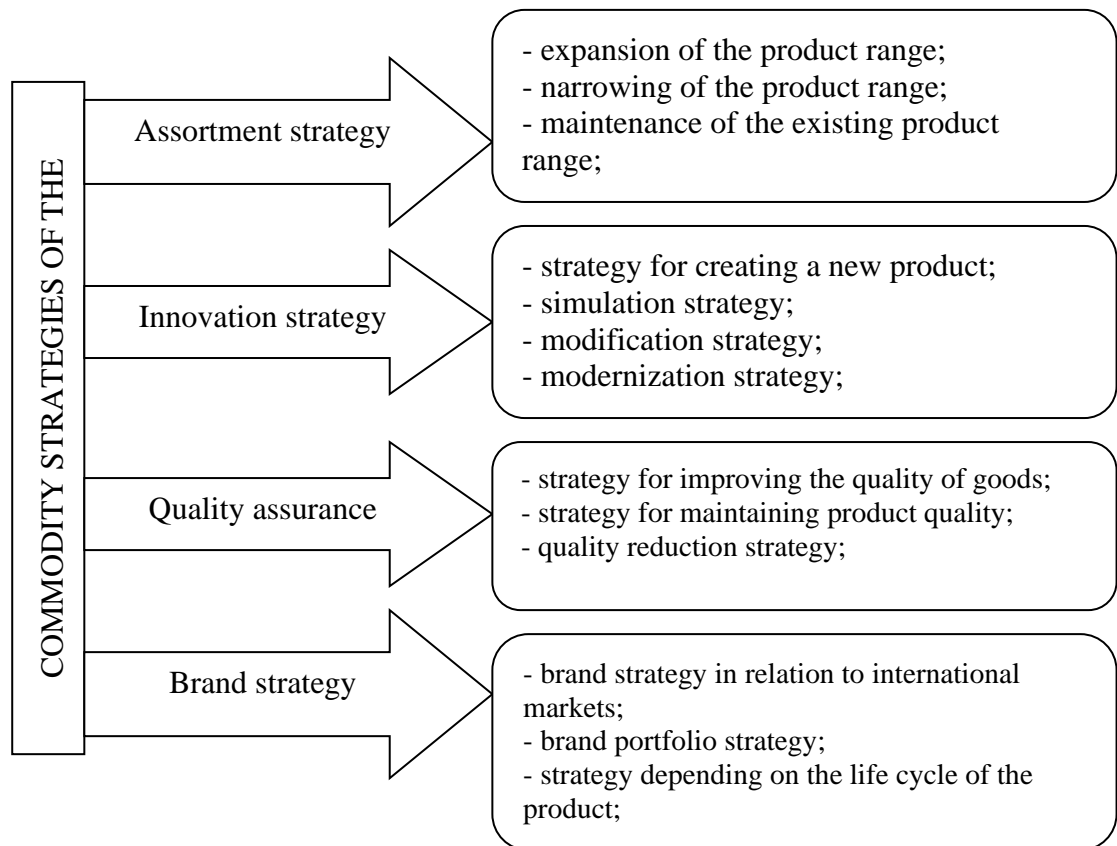 COMMODITY STRATEGIES OF THE
Assortment strategy
- expansion of the product range;
- narrowing of the product range;
- maintenance of the existing product
range;
Innovation strategy
- strategy for creating a new product;
- simulation strategy;
- modification strategy;
- modernization strategy;
Quality assurance
- strategy for improving the quality of goods;
- strategy for maintaining product quality;
- quality reduction strategy;
Brand strategy
- brand strategy in relation to international
markets;
- brand portfolio strategy;
- strategy depending on the life cycle of the
product;